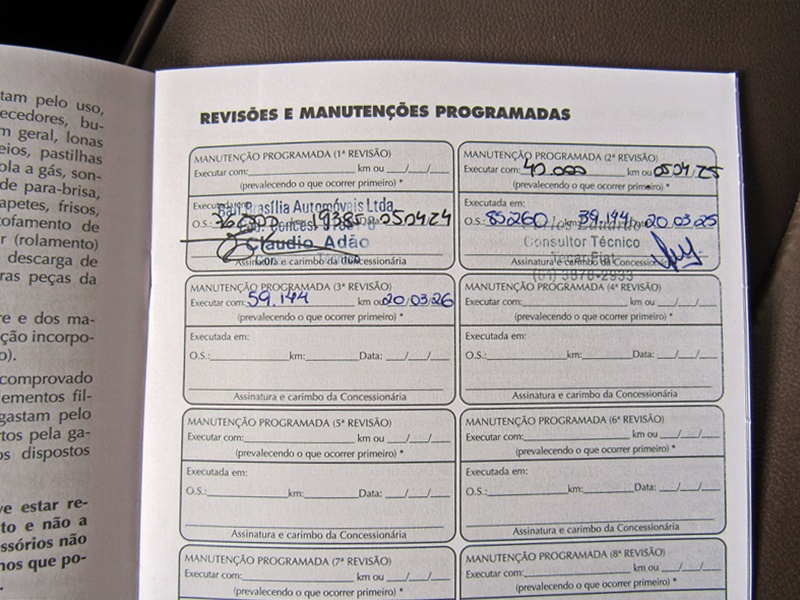 tam pelo uso,
ecedores, bu-
m geral, lonas
eios, pastilhas
ola a gás, son-
de para-brisa,
apetes, frisos,
tofamento de
r (rolamento)
descarga de
ras peças da
re e dos ma-
ção incorpo-
o).
comprovado
ementos fil-
gastam pelo
rtos pela ga-
os dispostos
ve estar re-
to e não a
ssórios não
nos que po-
REVISÕES E MANUTENÇÕES PROGRAMADAS
MANUTENÇÃO PROGRAMADA (1ª REVISÃO)
Executar com: km ou / /
(prevalecendo o que ocorrer primeiro) *
Brasília Automóveis Ltda
O.S.: 19385 050424
Claudio Adão
Assinatura e carimbo da Concessionária
MANUTENÇÃO PROGRAMADA (2ª REVISÃO)
Executar com: 40.000 km ou 05 04 25
(prevalecendo o que ocorrer primeiro) *
Executada em:
O.S.: 85260 39.144 20 03 25
Consultor Técnico
Assinatura e carimbo da Concessionária
MANUTENÇÃO PROGRAMADA (3ª REVISÃO)
Executar com: 59.144 km ou 20/03/26
(prevalecendo o que ocorrer primeiro) *
Executada em:
O.S.: km: Data: / /
Assinatura e carimbo da Concessionária
MANUTENÇÃO PROGRAMADA (4ª REVISÃO)
Executar com: km ou / /
(prevalecendo o que ocorrer primeiro) *
Executada em:
O.S.: km: Data: / /
Assinatura e carimbo da Concessionária
MANUTENÇÃO PROGRAMADA (5ª REVISÃO)
Executar com: km ou / /
(prevalecendo o que ocorrer primeiro) *
Executada em:
O.S.: km: Data: / /
Assinatura e carimbo da Concessionária
MANUTENÇÃO PROGRAMADA (6ª REVISÃO)
Executar com: km ou / /
(prevalecendo o que ocorrer primeiro) *
Executada em:
O.S.: km: Data: / /
Assinatura e carimbo da Concessionária
MANUTENÇÃO PROGRAMADA (7ª REVISÃO)
Executar com: km ou / /
(prevalecendo o que ocorrer primeiro) *
MANUTENÇÃO PROGRAMADA (8ª REVISÃO)
Executar com: km ou / /
(prevalecendo o que ocorrer primeiro) *